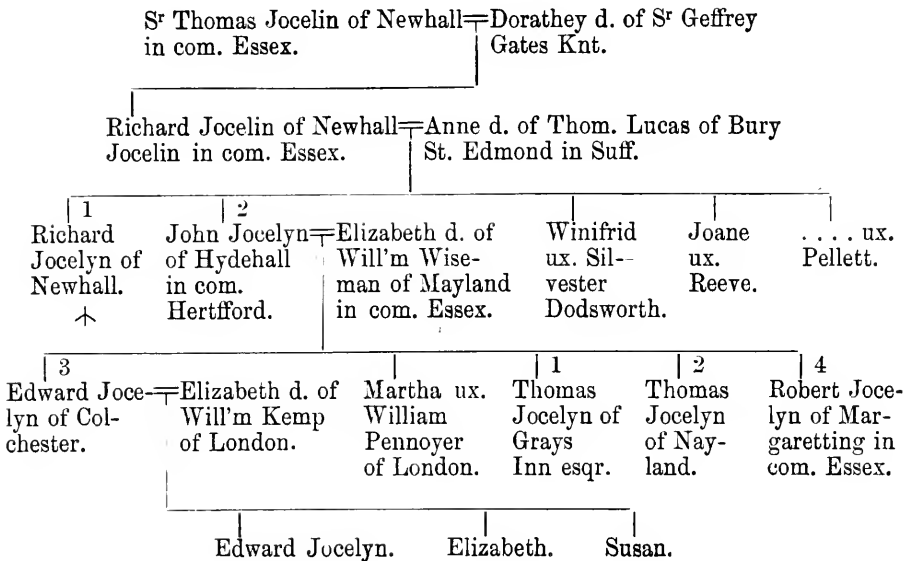 Sʳ Thomas Jocelin of Newhall=Dorathey d. of Sʳ Geffrey
in com. Essex. Gates Knt.
Richard Jocelin of Newhall=Anne d. of Thom. Lucas of Bury
Jocelin in com. Essex. St. Edmond in Suff.
1
Richard
Jocelyn of
Newhall.
2
John Jocelyn=Elizabeth d. of
of Hydehall Will'm Wise-
in com. man of Mayland
Hertfford. in com. Essex.
Winifrid
ux. Sil-
vester
Dodsworth.
Joane
ux.
Reeve.
.... ux.
Pellett.
3
Edward Joce-=Elizabeth d. of
lyn of Col- Will'm Kemp
chester. of London.
Martha ux.
William
Pennoyer
of London.
1
Thomas
Jocelyn of
Grays
Inn esqr.
2
Thomas
Jocelyn
of Nay-
land.
4
Robert Joce-
lyn of Mar-
garetting in
com. Essex.
Edward Jocelyn. Elizabeth. Susan.